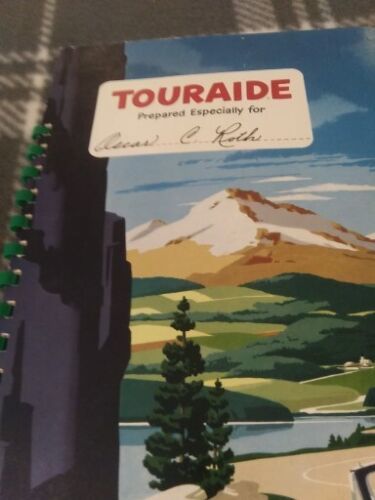 TOURAIDE
Prepared Especially for
Oscar C. Roth